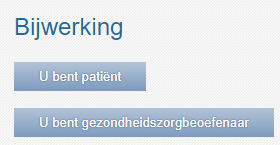 Bijwerking
U bent patiënt
U bent gezondheidszorgbeoefenaar